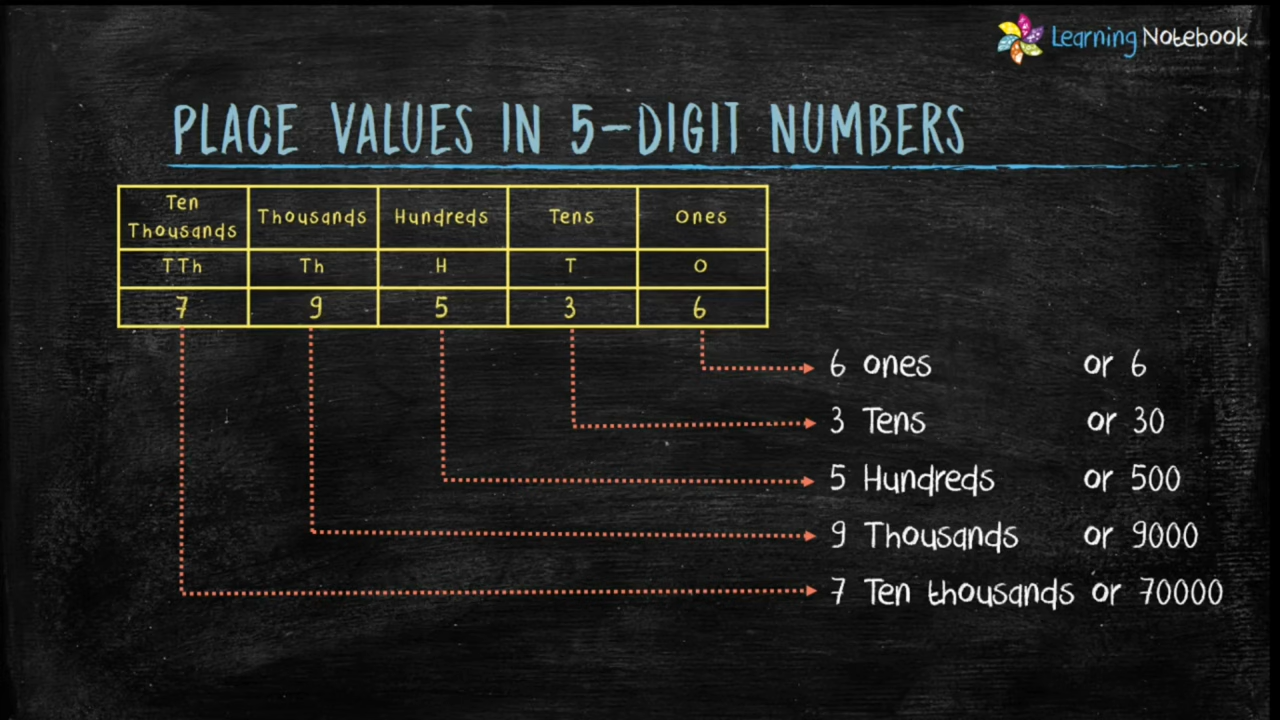 Learning Notebook
PLACE VALUES IN 5-DIGIT NUMBERS
Ten Thousands Thousands Hundreds Tens Ones
TTh Th H T O
7 9 5 3 6
6 ones or 6
3 Tens or 30
5 Hundreds or 500
9 Thousands or 9000
7 Ten thousands or 70000